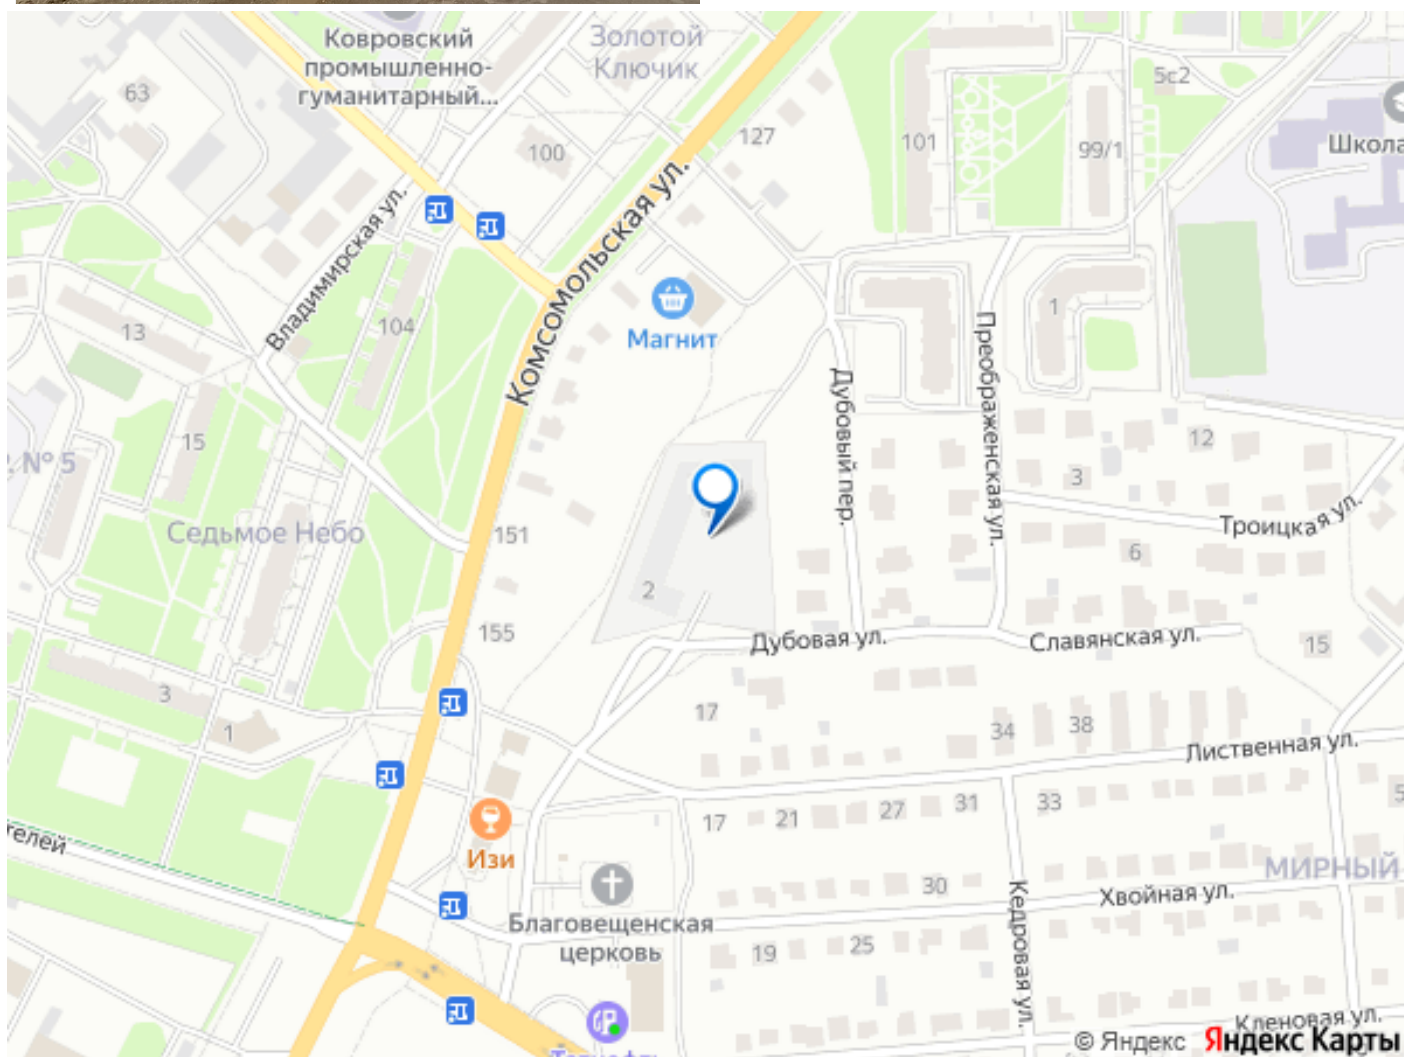 Ковровский
промышленно-
гуманитарный...
Золотой
Ключик
63
100
127
101
5с2
99/1
Школа
Владимирская ул.
Комсомольская ул.
13
104
Магнит
1
Дубовый пер.
Преображенская ул.
15
№ 5
12
3
Седьмое Небо
151
Троицкая ул.
6
2
155
Дубовая ул.
Славянская ул.
15
3
1
17
34
38
Лиственная ул.
17
21
27
31
33
5
телей
Изи
МИРНЫЙ
30
Хвойная ул.
Благовещенская
церковь
19
25
Кедровая ул.
Кленовая ул.
© Яндекс Яндекс Карты